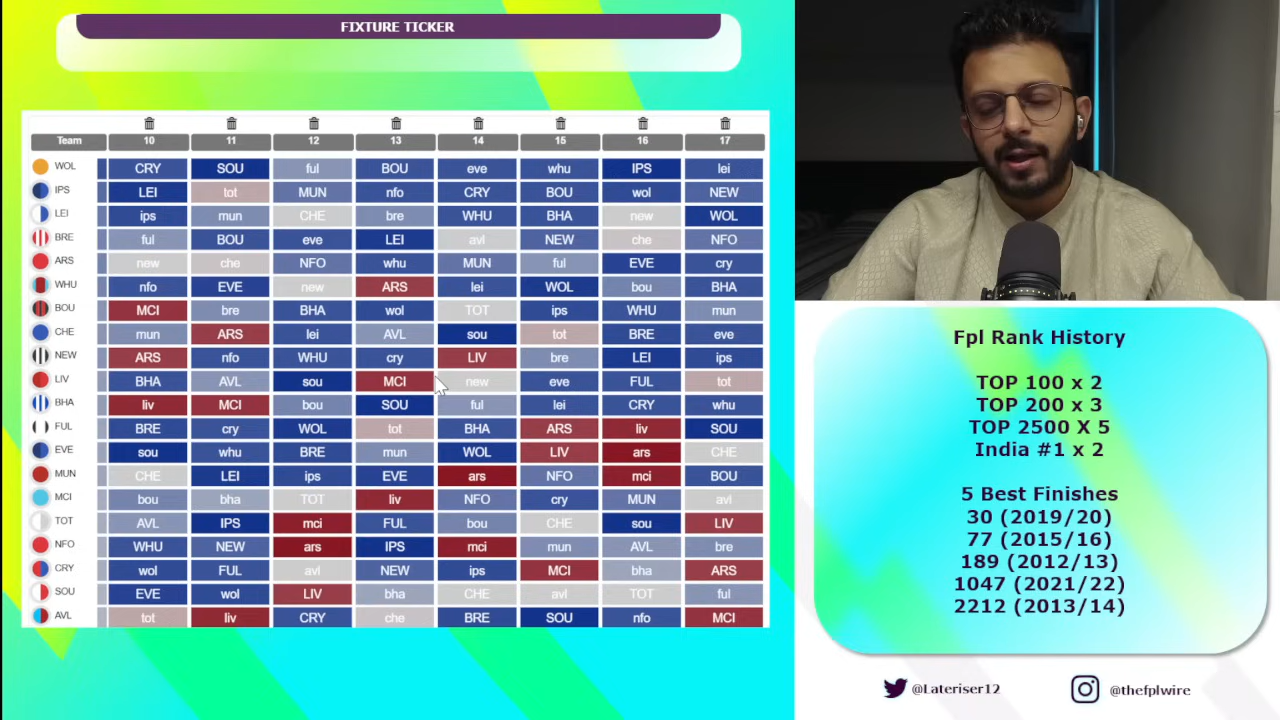 FIXTURE TICKER
Team 10 11 12 13 14 15 16 17
WOL CRY SOU ful BOU eve whu IPS lei
IPS LEI tot MUN nfo CRY BOU wol NEW
LEI ips mun CHE bre WHU BHA new WOL
BRE ful BOU eve LEI avl NEW che NFO
ARS new che NFO whu MUN ful EVE cry
WHU nfo EVE new ARS lei WOL bou BHA
BOU MCI bre BHA wol TOT ips WHU mun
CHE mun ARS lei AVL sou tot BRE eve
NEW ARS nfo WHU cry LIV bre LEI ips
LIV BHA AVL sou MCI new eve FUL tot
BHA liv MCI bou SOU ful lei CRY whu
FUL BRE cry WOL tot BHA ARS liv SOU
EVE sou whu BRE mun WOL LIV ars CHE
MUN CHE LEI ips EVE ars NFO mci BOU
MCI bou bha TOT liv NFO cry MUN avl
TOT AVL IPS mci FUL bou CHE sou LIV
NFO WHU NEW ars IPS mci mun AVL bre
CRY wol FUL avl NEW ips MCI bha ARS
SOU EVE wol LIV bha CHE avl TOT ful
AVL tot liv CRY che BRE SOU nfo MCI
Fpl Rank History
TOP 100 x 2
TOP 200 x 3
TOP 2500 X 5
India #1 x 2
5 Best Finishes
30 (2019/20)
77 (2015/16)
189 (2012/13)
1047 (2021/22)
2212 (2013/14)
@Lateriser12
@thefplwire